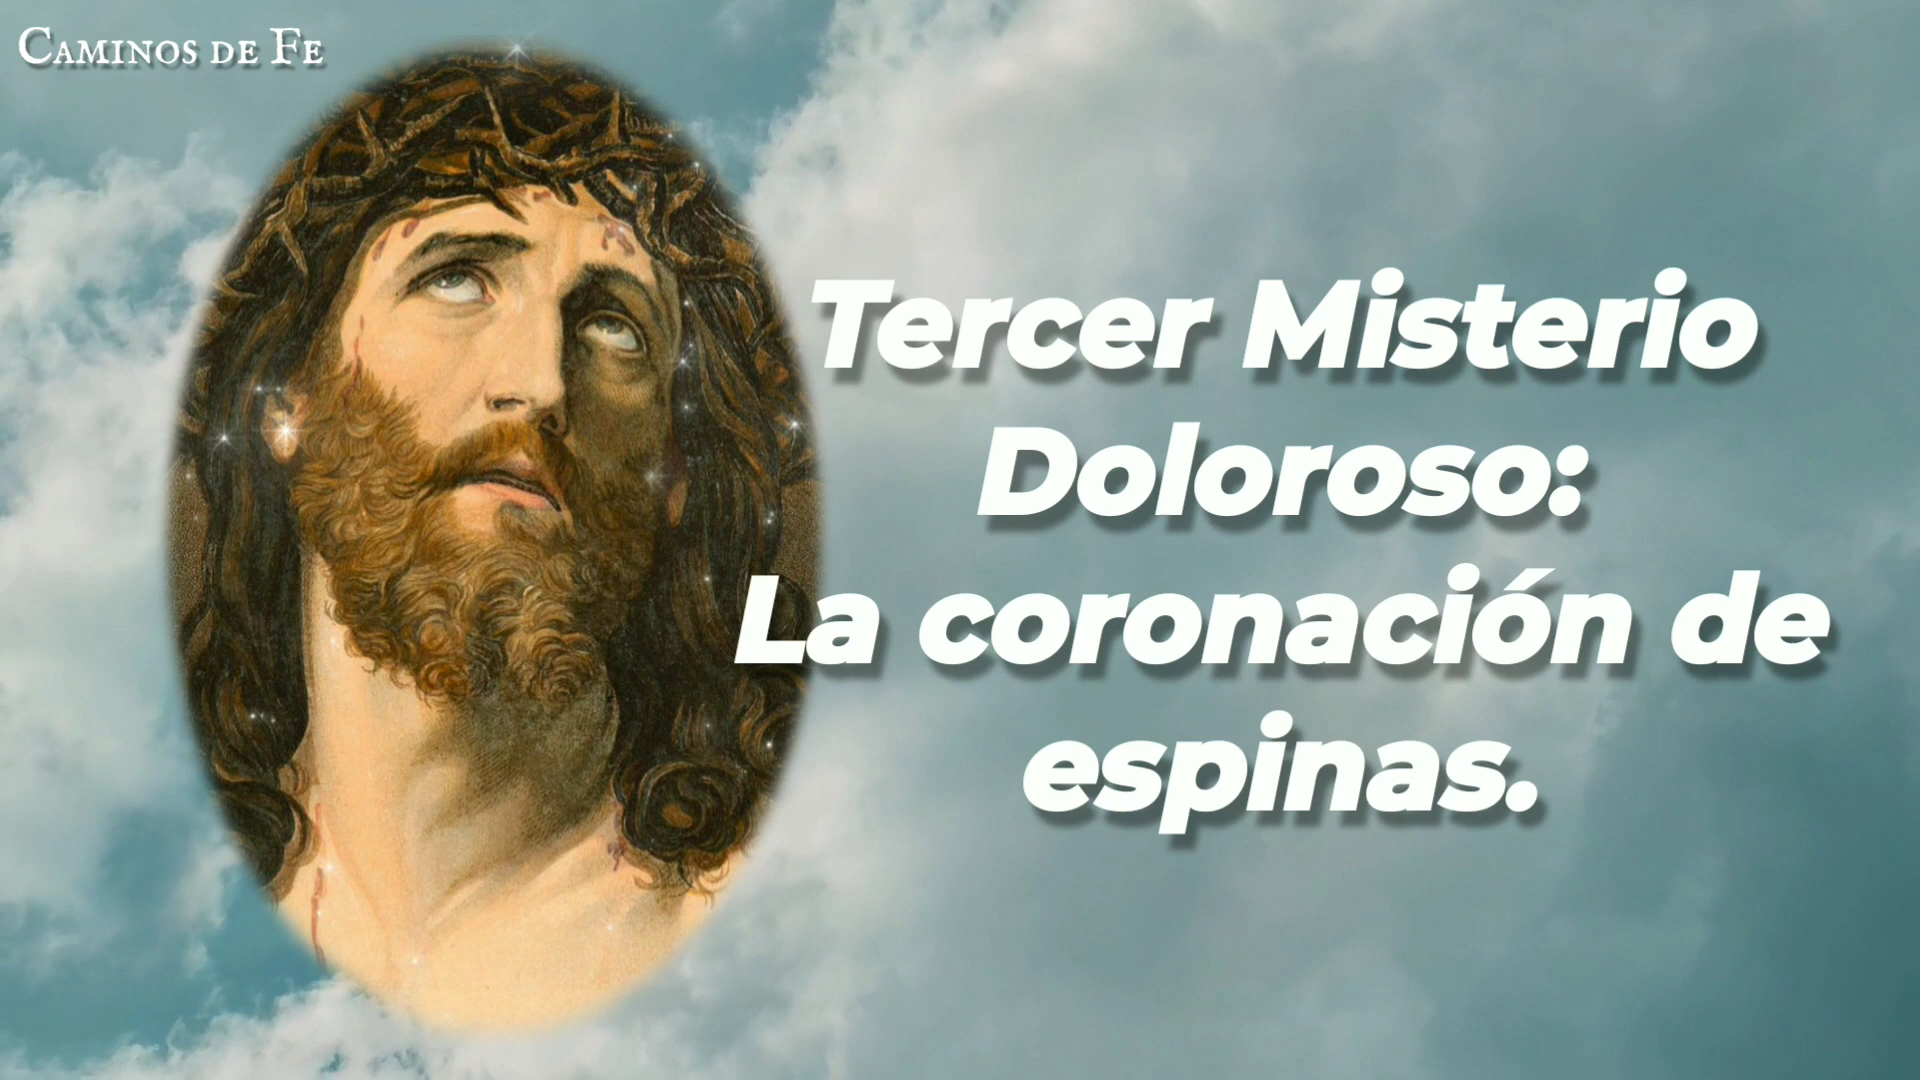 Caminos de Fe
Tercer Misterio
Doloroso:
La coronación de
espinas.